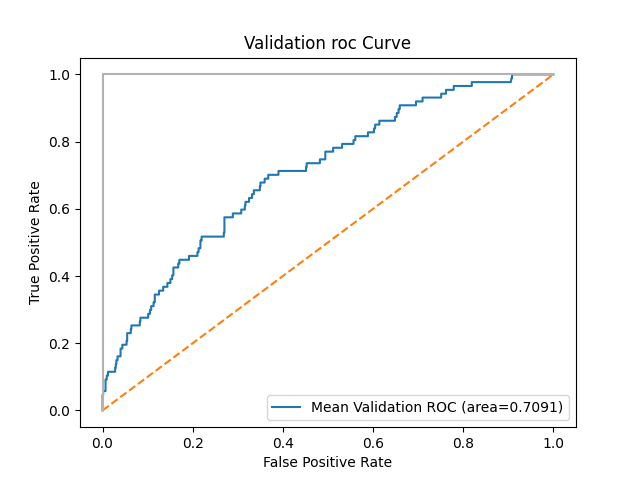 Validation roc Curve
1.0
0.8
0.6
0.4
0.2
0.0
True Positive Rate
Mean Validation ROC (area=0.7091)
0.0 0.2 0.4 0.6 0.8 1.0
False Positive Rate